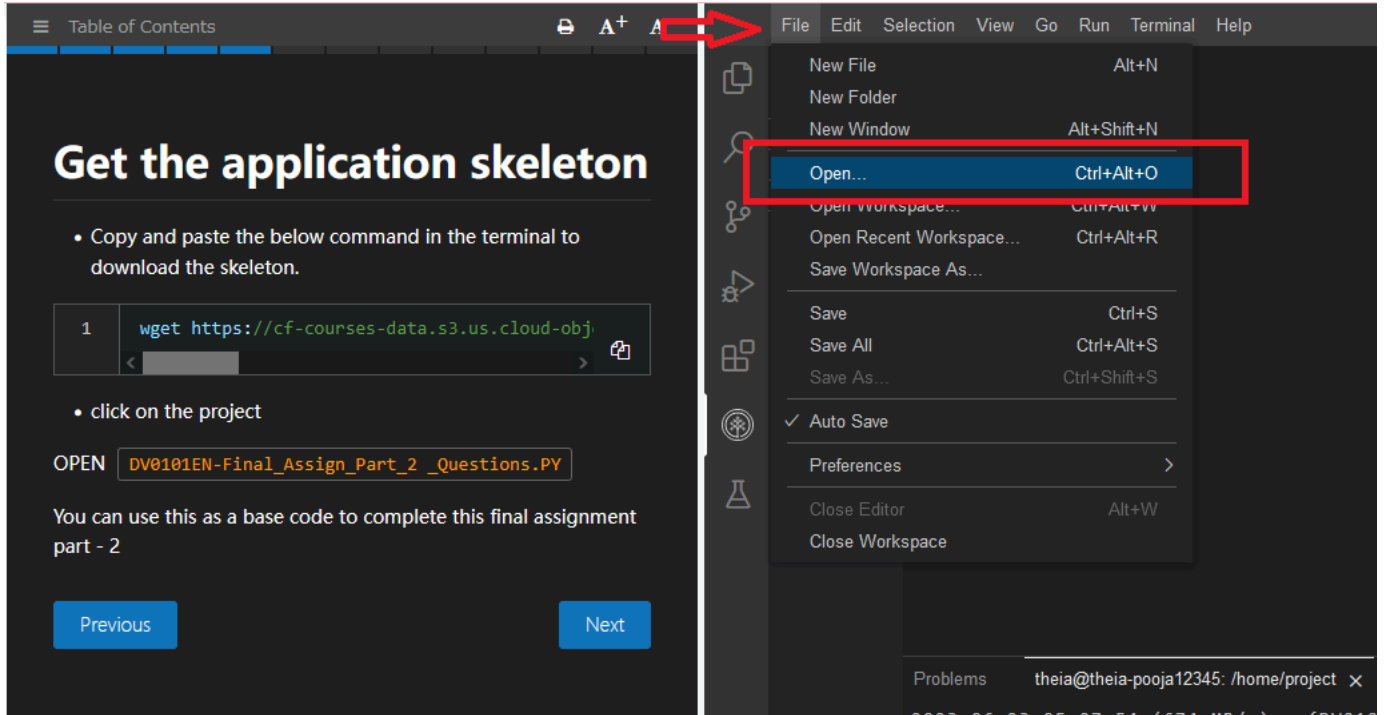 Table of Contents
A+ A
Get the application skeleton
• Copy and paste the below command in the terminal to
download the skeleton.
1 wget https://cf-courses-data.s3.us.cloud-obj
• click on the project
OPEN DV0101EN-Final_Assign_Part_2 _Questions.PY
You can use this as a base code to complete this final assignment
part - 2
Previous Next
File Edit Selection View Go Run Terminal Help
New File Alt+N
New Folder
New Window Alt+Shift+N
Open... Ctrl+Alt+O
Open Workspace... Ctrl+Alt+W
Open Recent Workspace... Ctrl+Alt+R
Save Workspace As...
Save Ctrl+S
Save All Ctrl+Alt+S
Save As... Ctrl+Shift+S
✓ Auto Save
Preferences >
Close Editor Alt+W
Close Workspace
Problems theia@theia-pooja12345: /home/project ×